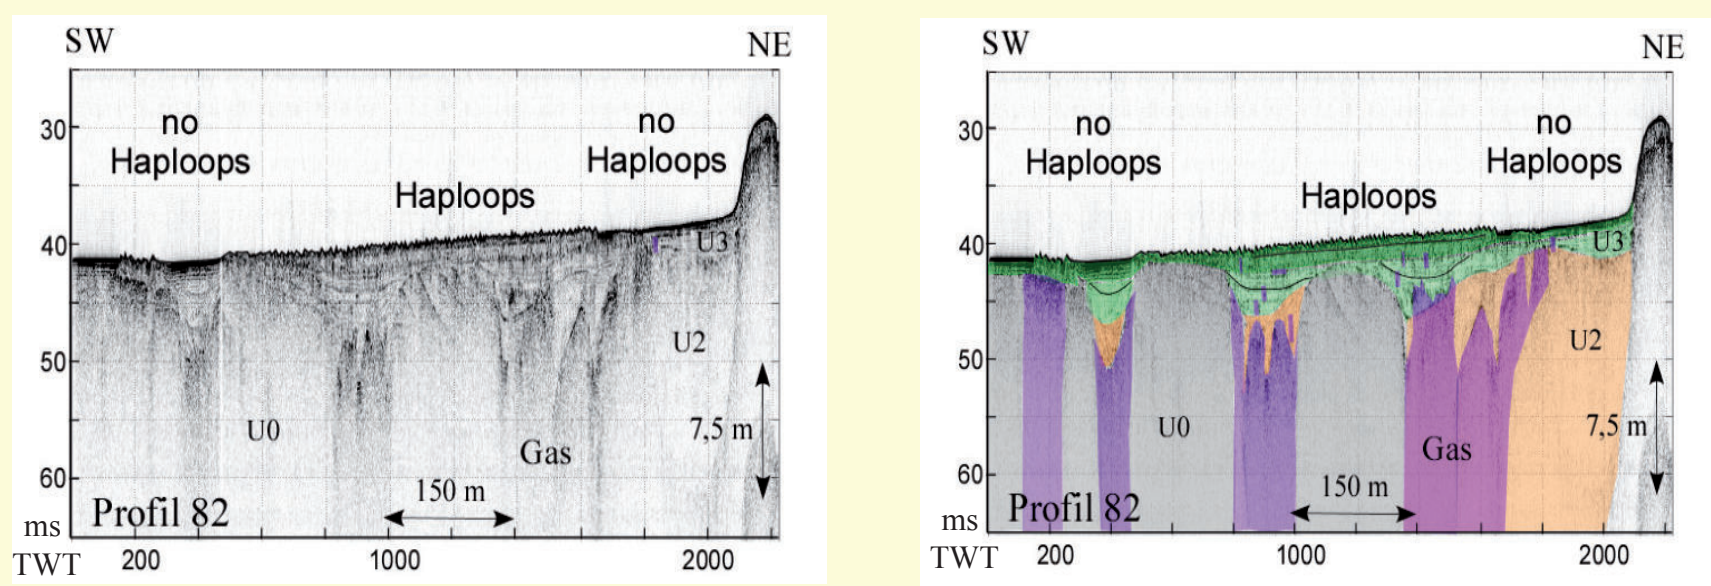 SW
NE
30
no
Haploops
no
Haploops
Haploops
40
U3
U2
50
U0
7,5 m
Gas
60
150 m
Profil 82
ms
TWT
200
1000
2000
SW
NE
30
no
Haploops
no
Haploops
Haploops
40
U3
U2
50
U0
7,5 m
Gas
60
150 m
Profil 82
ms
TWT
200
1000
2000